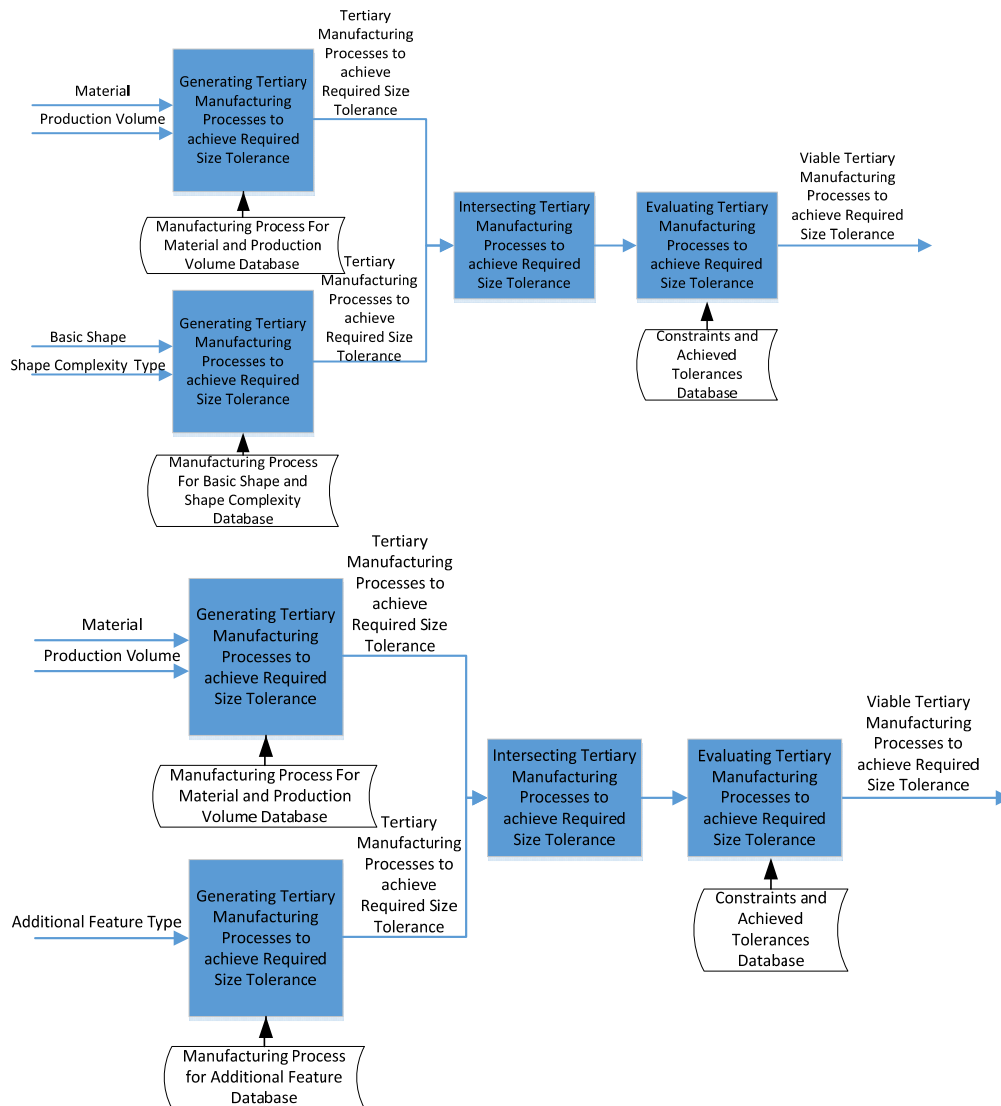 Tertiary
Manufacturing
Processes to
achieve
Required Size
Tolerance
Generating Tertiary
Manufacturing
Processes to
achieve Required
Size Tolerance
Material
Production Volume
Manufacturing Process For
Material and Production
Volume Database
Tertiary
Manufacturing
Processes to
achieve
Required Size
Tolerance
Generating Tertiary
Manufacturing
Processes to
achieve Required
Size Tolerance
Basic Shape
Shape Complexity Type
Manufacturing Process
For Basic Shape and
Shape Complexity
Database
Intersecting Tertiary
Manufacturing
Processes to
achieve Required
Size Tolerance
Evaluating Tertiary
Manufacturing
Processes to
achieve Required
Size Tolerance
Constraints and
Achieved
Tolerances
Database
Viable Tertiary
Manufacturing
Processes to
achieve Required
Size Tolerance
Tertiary
Manufacturing
Processes to
achieve
Required Size
Tolerance
Generating Tertiary
Manufacturing
Processes to
achieve Required
Size Tolerance
Material
Production Volume
Manufacturing Process For
Material and Production
Volume Database
Tertiary
Manufacturing
Processes to
achieve
Required Size
Tolerance
Generating Tertiary
Manufacturing
Processes to
achieve Required
Size Tolerance
Additional Feature Type
Manufacturing Process
for Additional Feature
Database
Intersecting Tertiary
Manufacturing
Processes to
achieve Required
Size Tolerance
Evaluating Tertiary
Manufacturing
Processes to
achieve Required
Size Tolerance
Constraints and
Achieved
Tolerances
Database
Viable Tertiary
Manufacturing
Processes to
achieve Required
Size Tolerance